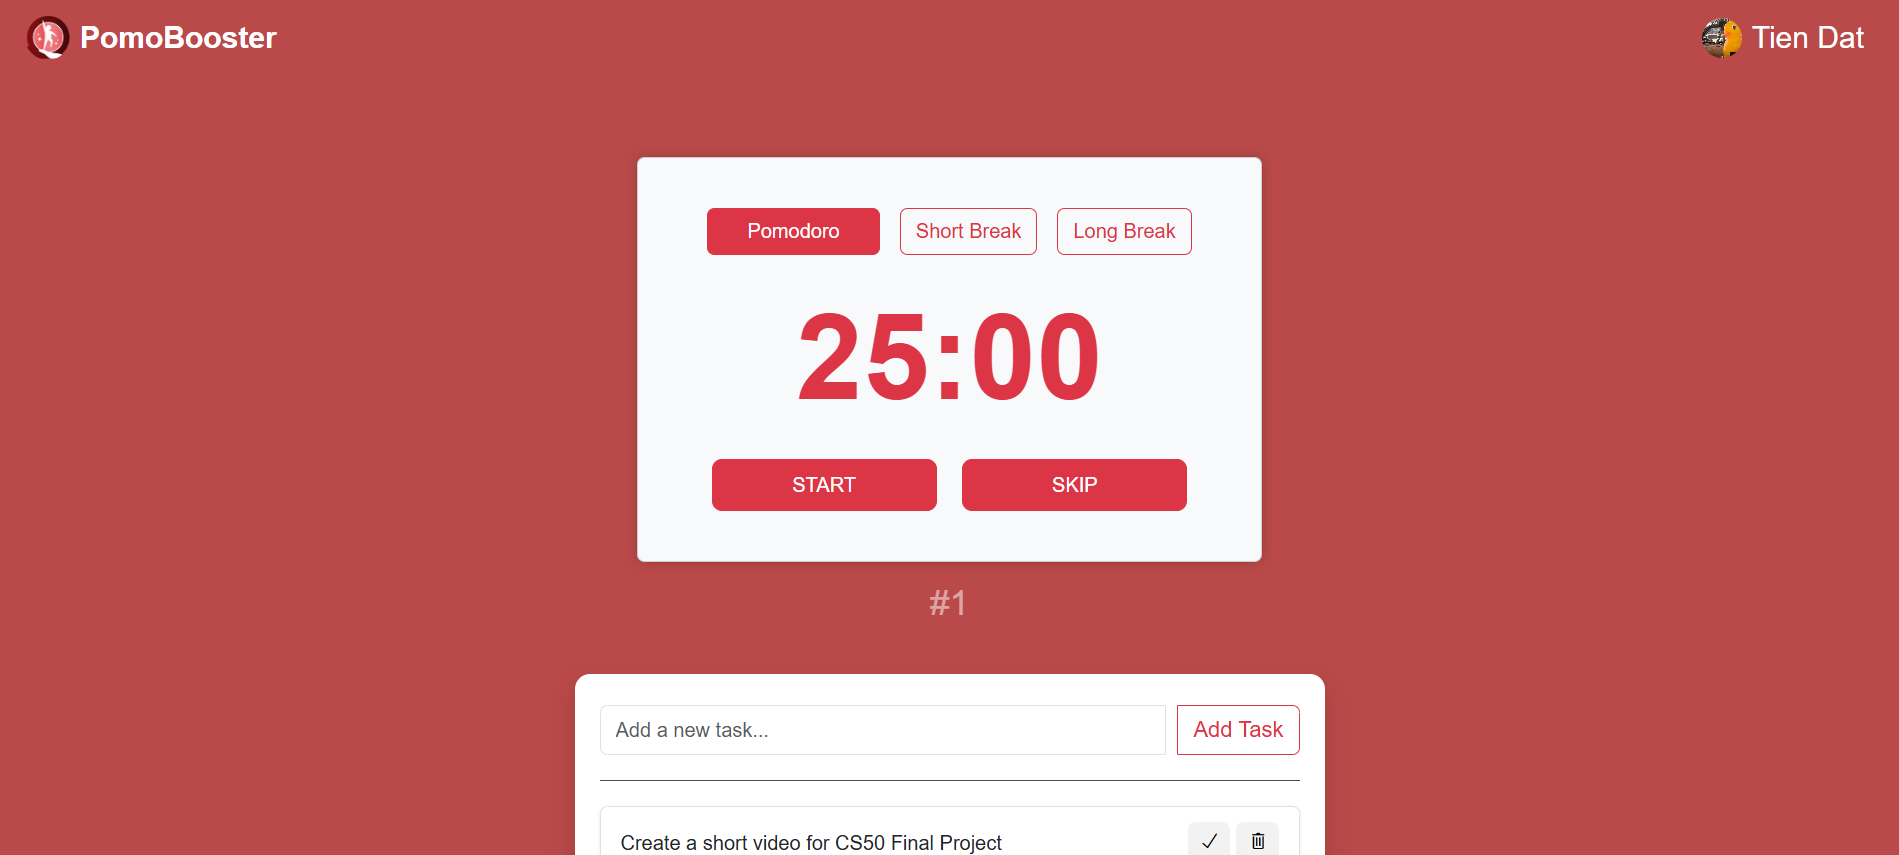 PomoBooster
Tien Dat
Pomodoro
Short Break
Long Break
25:00
START
SKIP
#1
Add a new task...
Add Task
Create a short video for CS50 Final Project